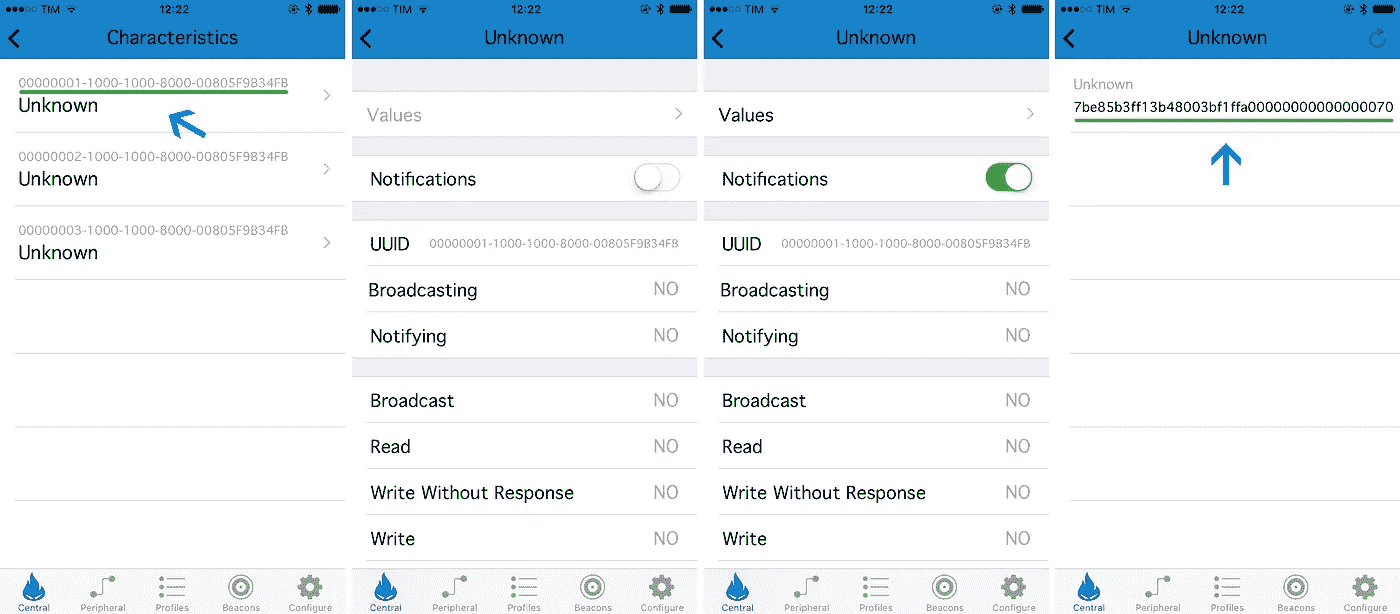 TIM 12:22
Characteristics
00000001-1000-1000-8000-00805F9B34FB
Unknown
00000002-1000-1000-8000-00805F9B34FB
Unknown
00000003-1000-1000-8000-00805F9B34FB
Unknown
Central Peripheral Profiles Beacons Configure
TIM 12:22
Unknown
Values
Notifications
UUID 00000001-1000-1000-8000-00805F9B34FB
Broadcasting NO
Notifying NO
Broadcast NO
Read NO
Write Without Response NO
Write NO
Central Peripheral Profiles Beacons Configure
TIM 12:22
Unknown
Values
Notifications
UUID 00000001-1000-1000-8000-00805F9B34FB
Broadcasting NO
Notifying NO
Broadcast NO
Read NO
Write Without Response NO
Write NO
Central Peripheral Profiles Beacons Configure
TIM 12:22
Unknown
Unknown
7be85b3ff13b48003bf1ffa00000000000000070
Central Peripheral Profiles Beacons Configure